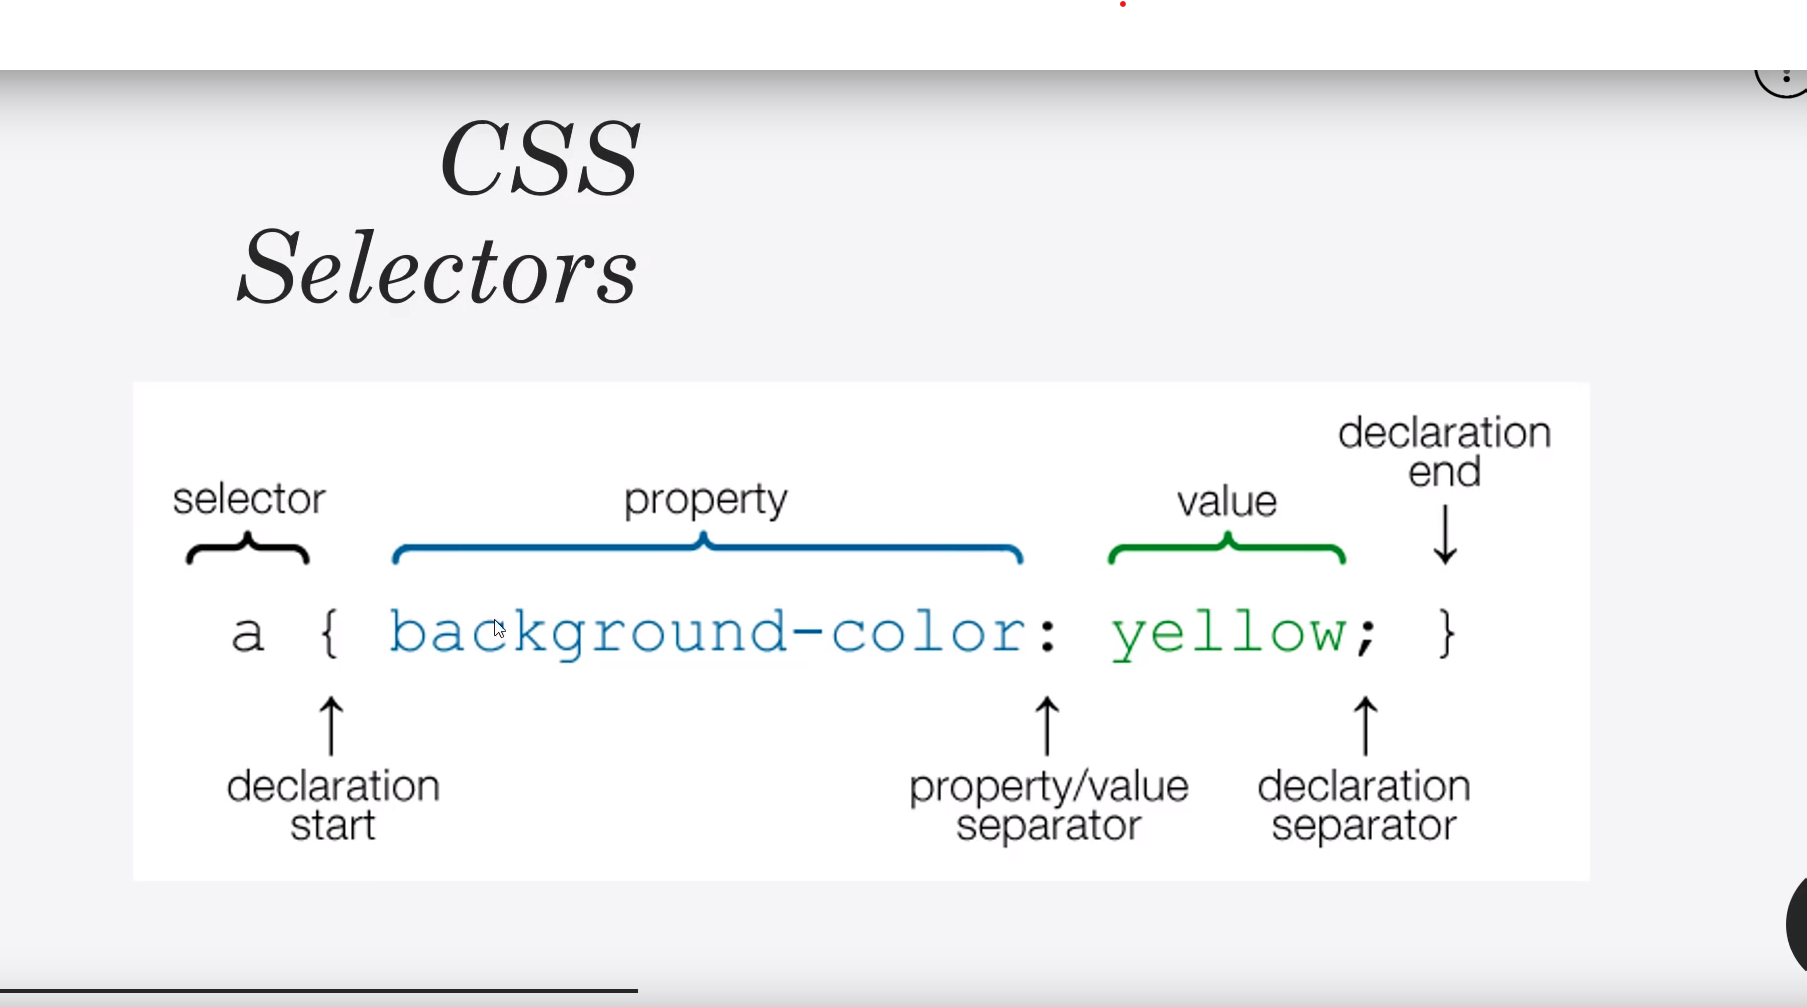 CSS
Selectors
declaration
end
selector
property
value
a { background-color: yellow; }
declaration
start
property/value
separator
declaration
separator